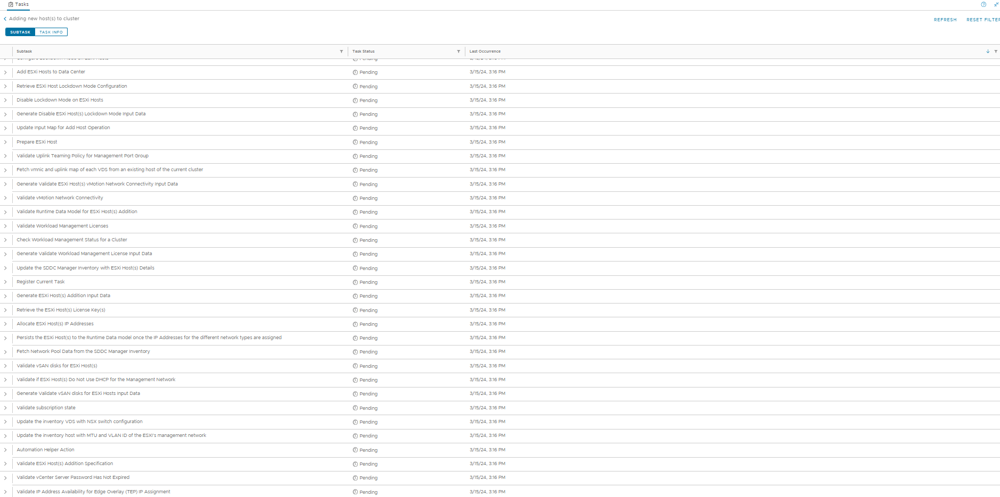 Tasks
Adding new host(s) to cluster
REFRESH RESET FILTER
SUBTASK TASK INFO
Subtask Task Status Last Occurrence
Add ESXi Hosts to Data Center Pending 3/15/24, 3:16 PM
Retrieve ESXi Host Lockdown Mode Configuration Pending 3/15/24, 3:16 PM
Disable Lockdown Mode on ESXi Hosts Pending 3/15/24, 3:16 PM
Generate Disable ESXi Host(s) Lockdown Mode Input Data Pending 3/15/24, 3:16 PM
Update Input Map for Add Host Operation Pending 3/15/24, 3:16 PM
Prepare ESXi Host Pending 3/15/24, 3:16 PM
Validate Uplink Teaming Policy for Management Port Group Pending 3/15/24, 3:16 PM
Fetch vmnic and uplink map of each VDS from an existing host of the current cluster Pending 3/15/24, 3:16 PM
Generate Validate ESXi Host(s) vMotion Network Connectivity Input Data Pending 3/15/24, 3:16 PM
Validate vMotion Network Connectivity Pending 3/15/24, 3:16 PM
Validate Runtime Data Model for ESXi Host(s) Addition Pending 3/15/24, 3:16 PM
Validate Workload Management Licenses Pending 3/15/24, 3:16 PM
Check Workload Management Status for a Cluster Pending 3/15/24, 3:16 PM
Generate Validate Workload Management License Input Data Pending 3/15/24, 3:16 PM
Update the SDDC Manager Inventory with ESXi Host(s) Details Pending 3/15/24, 3:16 PM
Register Current Task Pending 3/15/24, 3:16 PM
Generate ESXi Host(s) Addition Input Data Pending 3/15/24, 3:16 PM
Retrieve the ESXi Host(s) License Key(s) Pending 3/15/24, 3:16 PM
Allocate ESXi Host(s) IP Addresses Pending 3/15/24, 3:16 PM
Persists the ESXi Host(s) to the Runtime Data model once the IP Addresses for the different network types are assigned Pending 3/15/24, 3:16 PM
Fetch Network Pool Data from the SDDC Manager Inventory Pending 3/15/24, 3:16 PM
Validate vSAN disks for ESXi Host(s) Pending 3/15/24, 3:16 PM
Validate if ESXi Host(s) Do Not Use DHCP for the Management Network Pending 3/15/24, 3:16 PM
Generate Validate vSAN disks for ESXi Hosts Input Data Pending 3/15/24, 3:16 PM
Validate subscription state Pending 3/15/24, 3:16 PM
Update the inventory VDS with NSX switch configuration Pending 3/15/24, 3:16 PM
Update the inventory host with MTU and VLAN ID of the ESXI's management network Pending 3/15/24, 3:16 PM
Automation Helper Action Pending 3/15/24, 3:16 PM
Validate ESXi Host(s) Addition Specification Pending 3/15/24, 3:16 PM
Validate vCenter Server Password Has Not Expired Pending 3/15/24, 3:16 PM
Validate IP Address Availability for Edge Overlay (TEP) IP Assignment Pending 3/15/24, 3:16 PM